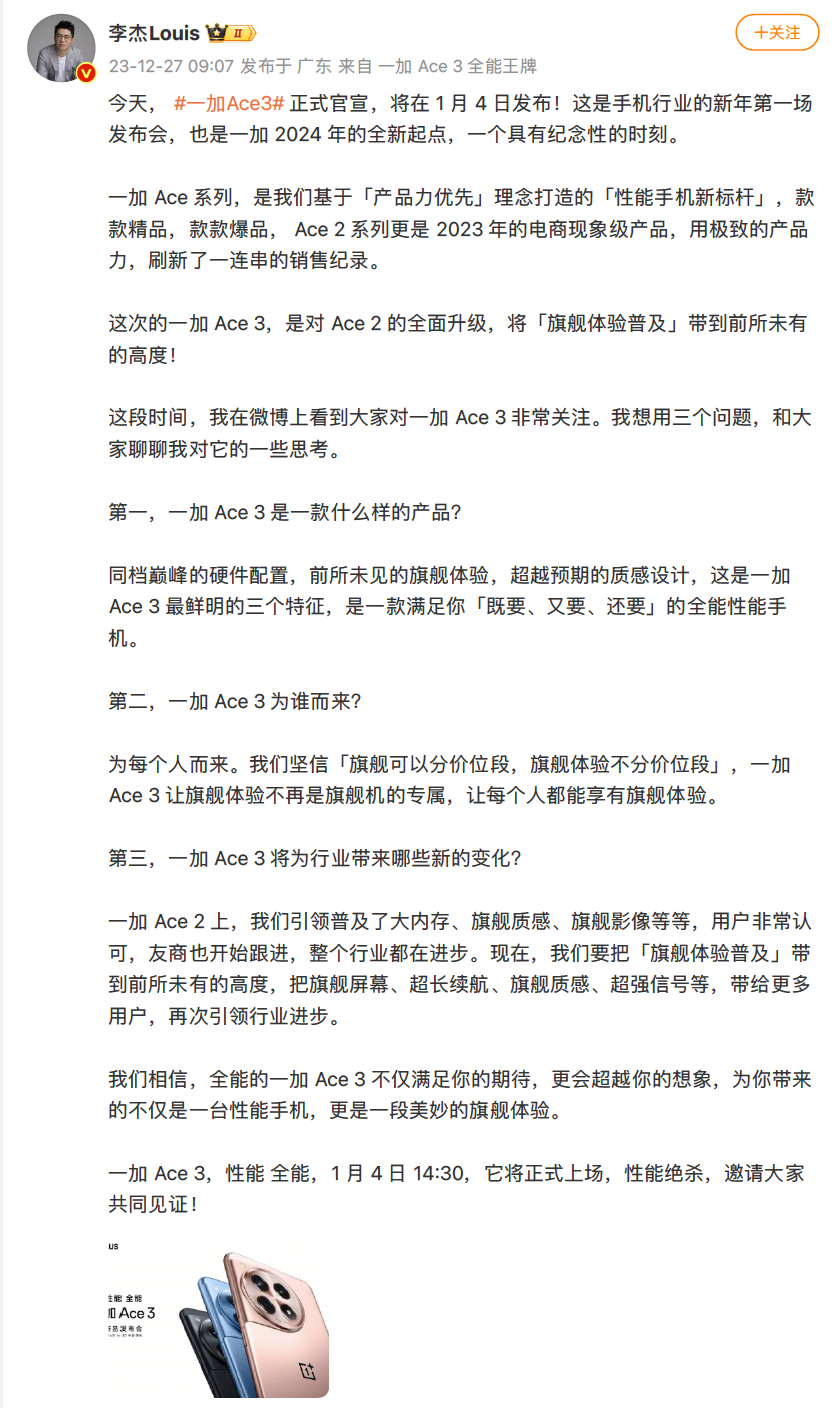 李杰Louis II
+关注
23-12-27 09:07 发布于 广东 来自 一加 Ace 3 全能王牌
今天， #一加Ace3# 正式官宣，将在 1 月 4 日发布！这是手机行业的新年第一场
发布会，也是一加 2024 年的全新起点，一个具有纪念性的时刻。
一加 Ace 系列，是我们基于「产品力优先」理念打造的「性能手机新标杆」，款
款精品，款款爆品， Ace 2 系列更是 2023 年的电商现象级产品，用极致的产品
力，刷新了一连串的销售纪录。
这次的一加 Ace 3，是对 Ace 2 的全面升级，将「旗舰体验普及」带到前所未有
的高度！
这段时间，我在微博上看到大家对一加 Ace 3 非常关注。我想用三个问题，和大
家聊聊我对它的一些思考。
第一，一加 Ace 3 是一款什么样的产品？
同档巅峰的硬件配置，前所未见的旗舰体验，超越预期的质感设计，这是一加
Ace 3 最鲜明的三个特征，是一款满足你「既要、又要、还要」的全能性能手
机。
第二，一加 Ace 3 为谁而来？
为每个人而来。我们坚信「旗舰可以分价位段，旗舰体验不分价位段」，一加
Ace 3 让旗舰体验不再是旗舰机的专属，让每个人都能享有旗舰体验。
第三，一加 Ace 3 将为行业带来哪些新的变化？
一加 Ace 2 上，我们引领普及了大内存、旗舰质感、旗舰影像等等，用户非常认
可，友商也开始跟进，整个行业都在进步。现在，我们要把「旗舰体验普及」带
到前所未有的高度，把旗舰屏幕、超长续航、旗舰质感、超强信号等，带给更多
用户，再次引领行业进步。
我们相信，全能的一加 Ace 3 不仅满足你的期待，更会超越你的想象，为你带来
的不仅是一台性能手机，更是一段美妙的旗舰体验。
一加 Ace 3，性能 全能，1 月 4 日 14:30，它将正式上场，性能绝杀，邀请大家
共同见证！
US
性能 全能
加 Ace 3
新品发布会